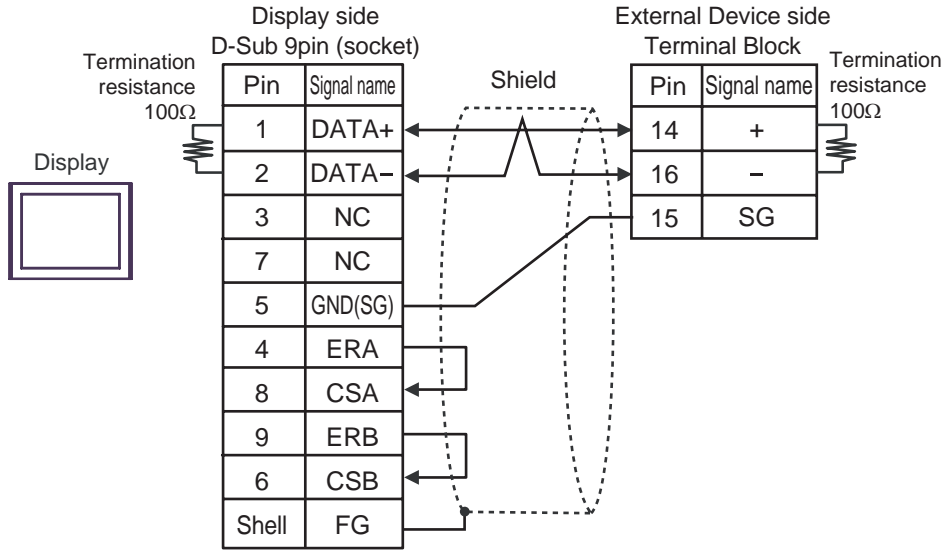 Display side
D-Sub 9pin (socket)
External Device side
Terminal Block
Termination
resistance
100Ω
Shield
Termination
resistance
100Ω
Display
Pin Signal name
1 DATA+
2 DATA−
3 NC
7 NC
5 GND(SG)
4 ERA
8 CSA
9 ERB
6 CSB
Shell FG
Pin Signal name
14 +
16 −
15 SG